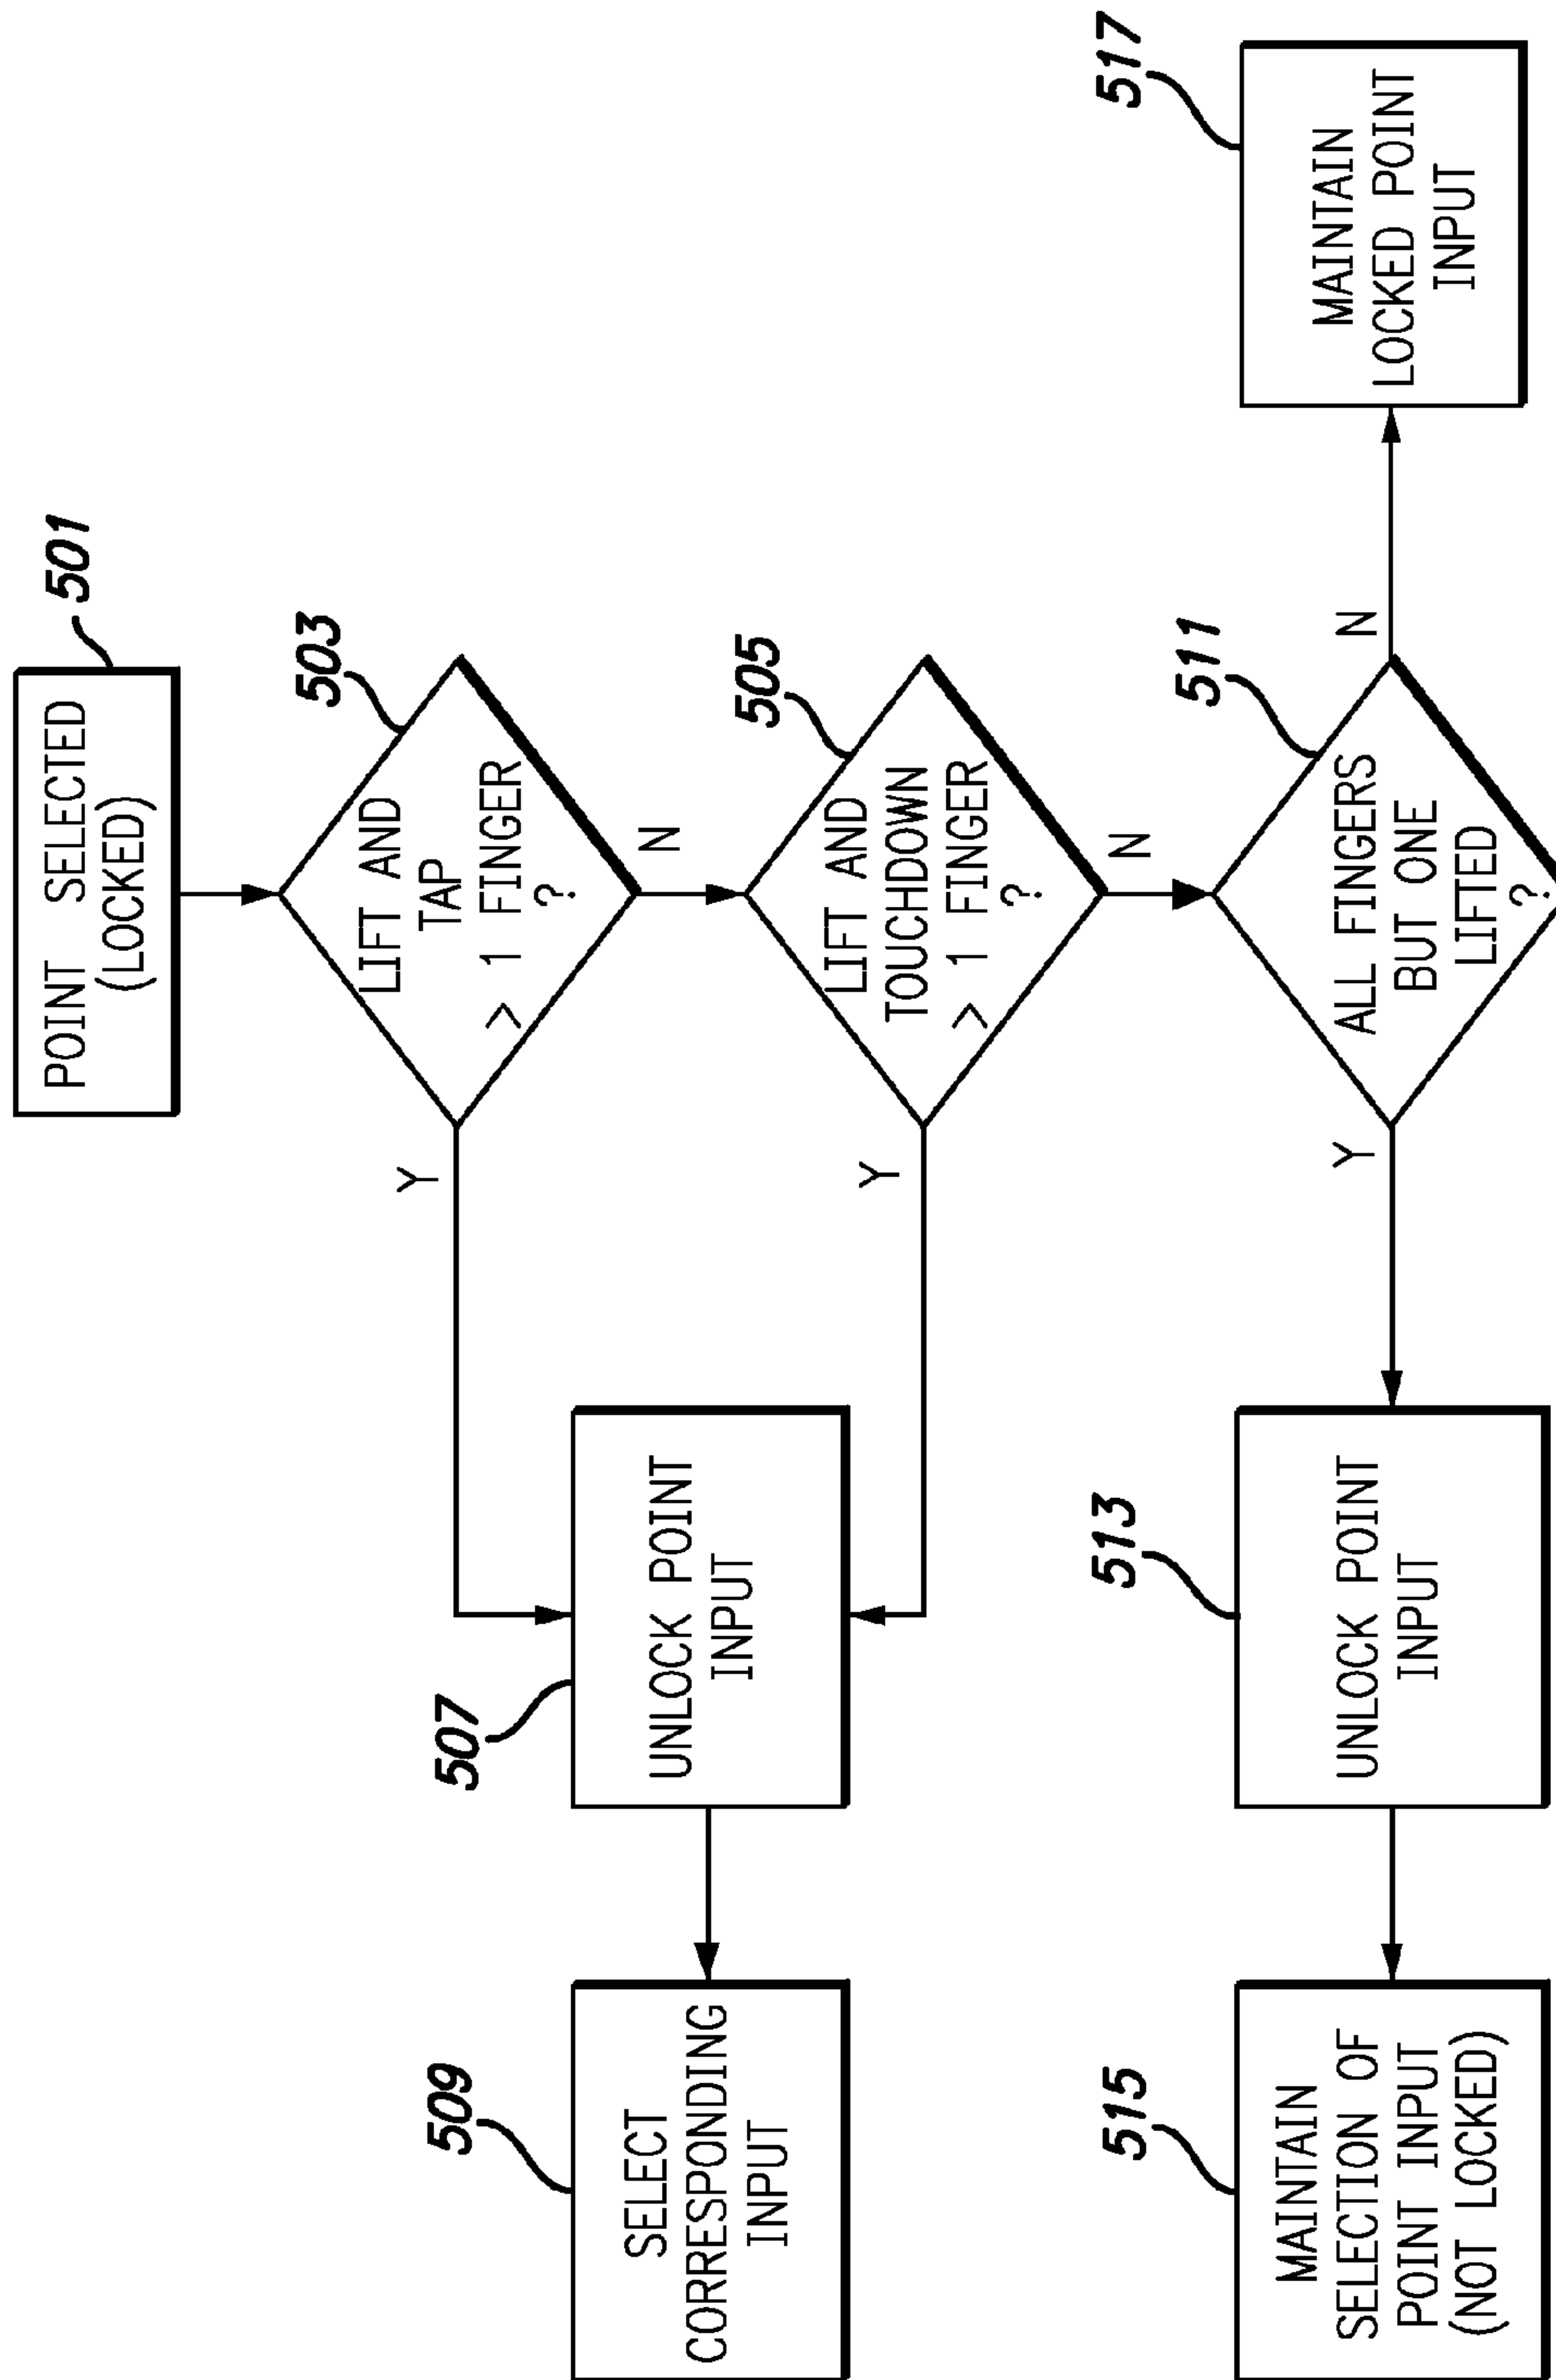 501
POINT SELECTED
(LOCKED)
503
LIFT AND
TAP
> 1 FINGER
?
Y
N
505
LIFT AND
TOUCHDOWN
> 1 FINGER
?
Y
N
507
UNLOCK POINT
INPUT
509
SELECT
CORRESPONDING
INPUT
511
ALL FINGERS
BUT ONE
LIFTED
?
Y
N
513
UNLOCK POINT
INPUT
515
MAINTAIN
SELECTION OF
POINT INPUT
(NOT LOCKED)
517
MAINTAIN
LOCKED POINT
INPUT